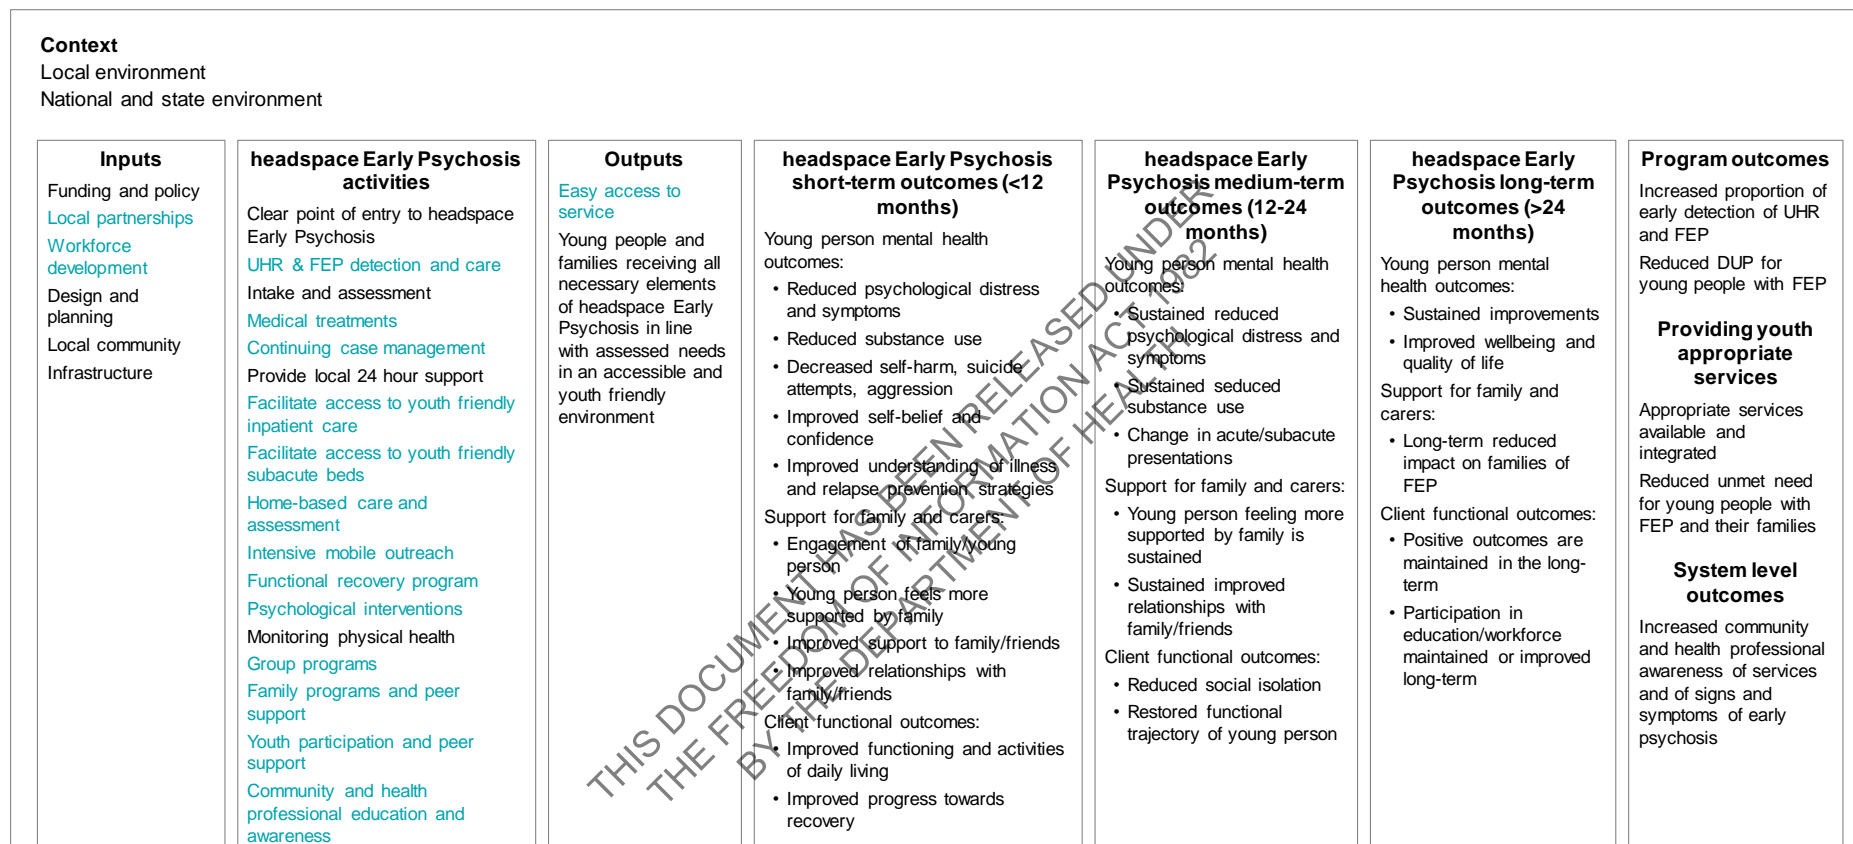 Context
Local environment
National and state environment
Inputs
Funding and policy
Local partnerships
Workforce
development
Design and
planning
Local community
Infrastructure
headspace Early Psychosis
activities
Clear point of entry to headspace
Early Psychosis
UHR & FEP detection and care
Intake and assessment
Medical treatments
Continuing case management
Provide local 24 hour support
Facilitate access to youth friendly
inpatient care
Facilitate access to youth friendly
subacute beds
Home-based care and
assessment
Intensive mobile outreach
Functional recovery program
Psychological interventions
Monitoring physical health
Group programs
Family programs and peer
support
Youth participation and peer
support
Community and health
professional education and
awareness
Outputs
Easy access to
service
Young people and
families receiving all
necessary elements
of headspace Early
Psychosis in line
with assessed needs
in an accessible and
youth friendly
environment
headspace Early Psychosis
short-term outcomes (<12
months)
Young person mental health
outcomes:
• Reduced psychological distress
and symptoms
• Reduced substance use
• Decreased self-harm, suicide
attempts, aggression
• Improved self-belief and
confidence
• Improved understanding of illness
and relapse prevention strategies
Support for family and carers:
• Engagement of family/young
person
• Young person feels more
supported by family
• Improved support to family/friends
• Improved relationships with
family/friends
Client functional outcomes:
• Improved functioning and activities
of daily living
• Improved progress towards
recovery
headspace Early
Psychosis medium-term
outcomes (12-24
months)
Young person mental health
outcomes:
• Sustained reduced
psychological distress and
symptoms
• Sustained seduced
substance use
• Change in acute/subacute
presentations
Support for family and carers:
• Young person feeling more
supported by family is
sustained
• Sustained improved
relationships with
family/friends
Client functional outcomes:
• Reduced social isolation
• Restored functional
trajectory of young person
headspace Early
Psychosis long-term
outcomes (>24
months)
Young person mental
health outcomes:
• Sustained improvements
• Improved wellbeing and
quality of life
Support for family and
carers:
• Long-term reduced
impact on families of
FEP
Client functional outcomes:
• Positive outcomes are
maintained in the long-
term
• Participation in
education/workforce
maintained or improved
long-term
Program outcomes
Increased proportion of
early detection of UHR
and FEP
Reduced DUP for
young people with FEP
Providing youth
appropriate
services
Appropriate services
available and
integrated
Reduced unmet need
for young people with
FEP and their families
System level
outcomes
Increased community
and health professional
awareness of services
and of signs and
symptoms of early
psychosis
THIS DOCUMENT HAS BEEN RELEASED UNDER
THE FREEDOM OF INFORMATION ACT 1982
BY THE DEPARTMENT OF HEALTH